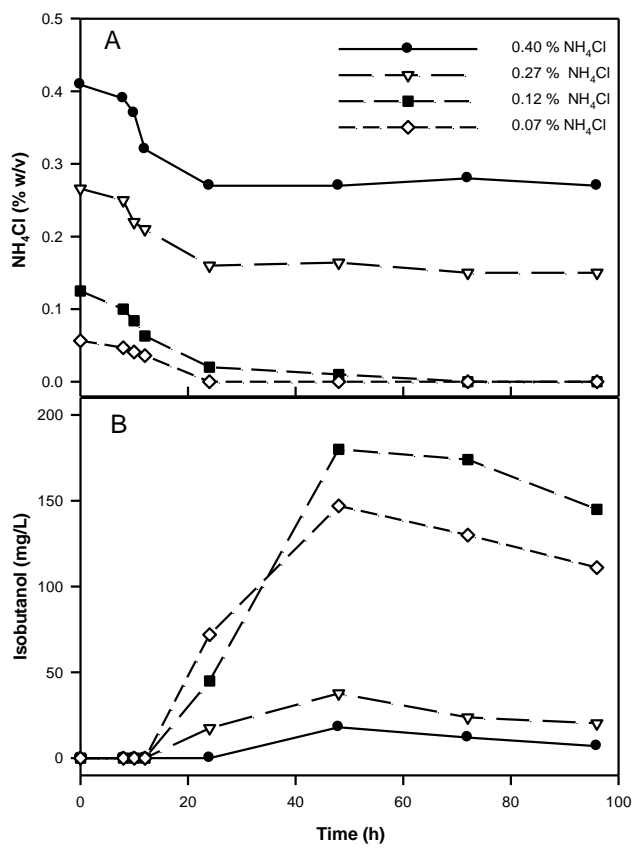 0.5
A
0.40 % NH₄Cl
0.27 % NH₄Cl
0.12 % NH₄Cl
0.07 % NH₄Cl
0.4
0.3
0.2
0.1
0.0
NH₄Cl (% w/v)
B
200
150
100
50
0
Isobutanol (mg/L)
0 20 40 60 80 100
Time (h)